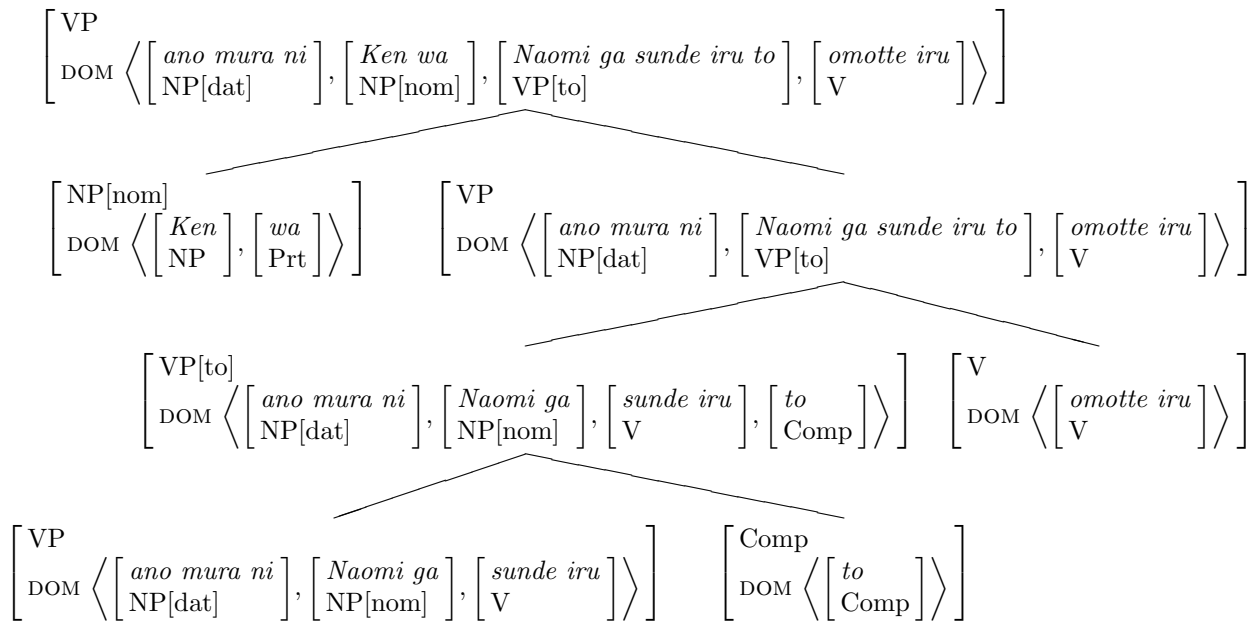 VP
DOM ⟨[ano mura ni NP[dat]], [Ken wa NP[nom]], [Naomi ga sunde iru to VP[to]], [omotte iru V]⟩
NP[nom]
DOM ⟨[Ken NP], [wa Prt]⟩
VP
DOM ⟨[ano mura ni NP[dat]], [Naomi ga sunde iru to VP[to]], [omotte iru V]⟩
VP[to]
DOM ⟨[ano mura ni NP[dat]], [Naomi ga NP[nom]], [sunde iru V], [to Comp]⟩
V
DOM ⟨[omotte iru V]⟩
VP
DOM ⟨[ano mura ni NP[dat]], [Naomi ga NP[nom]], [sunde iru V]⟩
Comp
DOM ⟨[to Comp]⟩